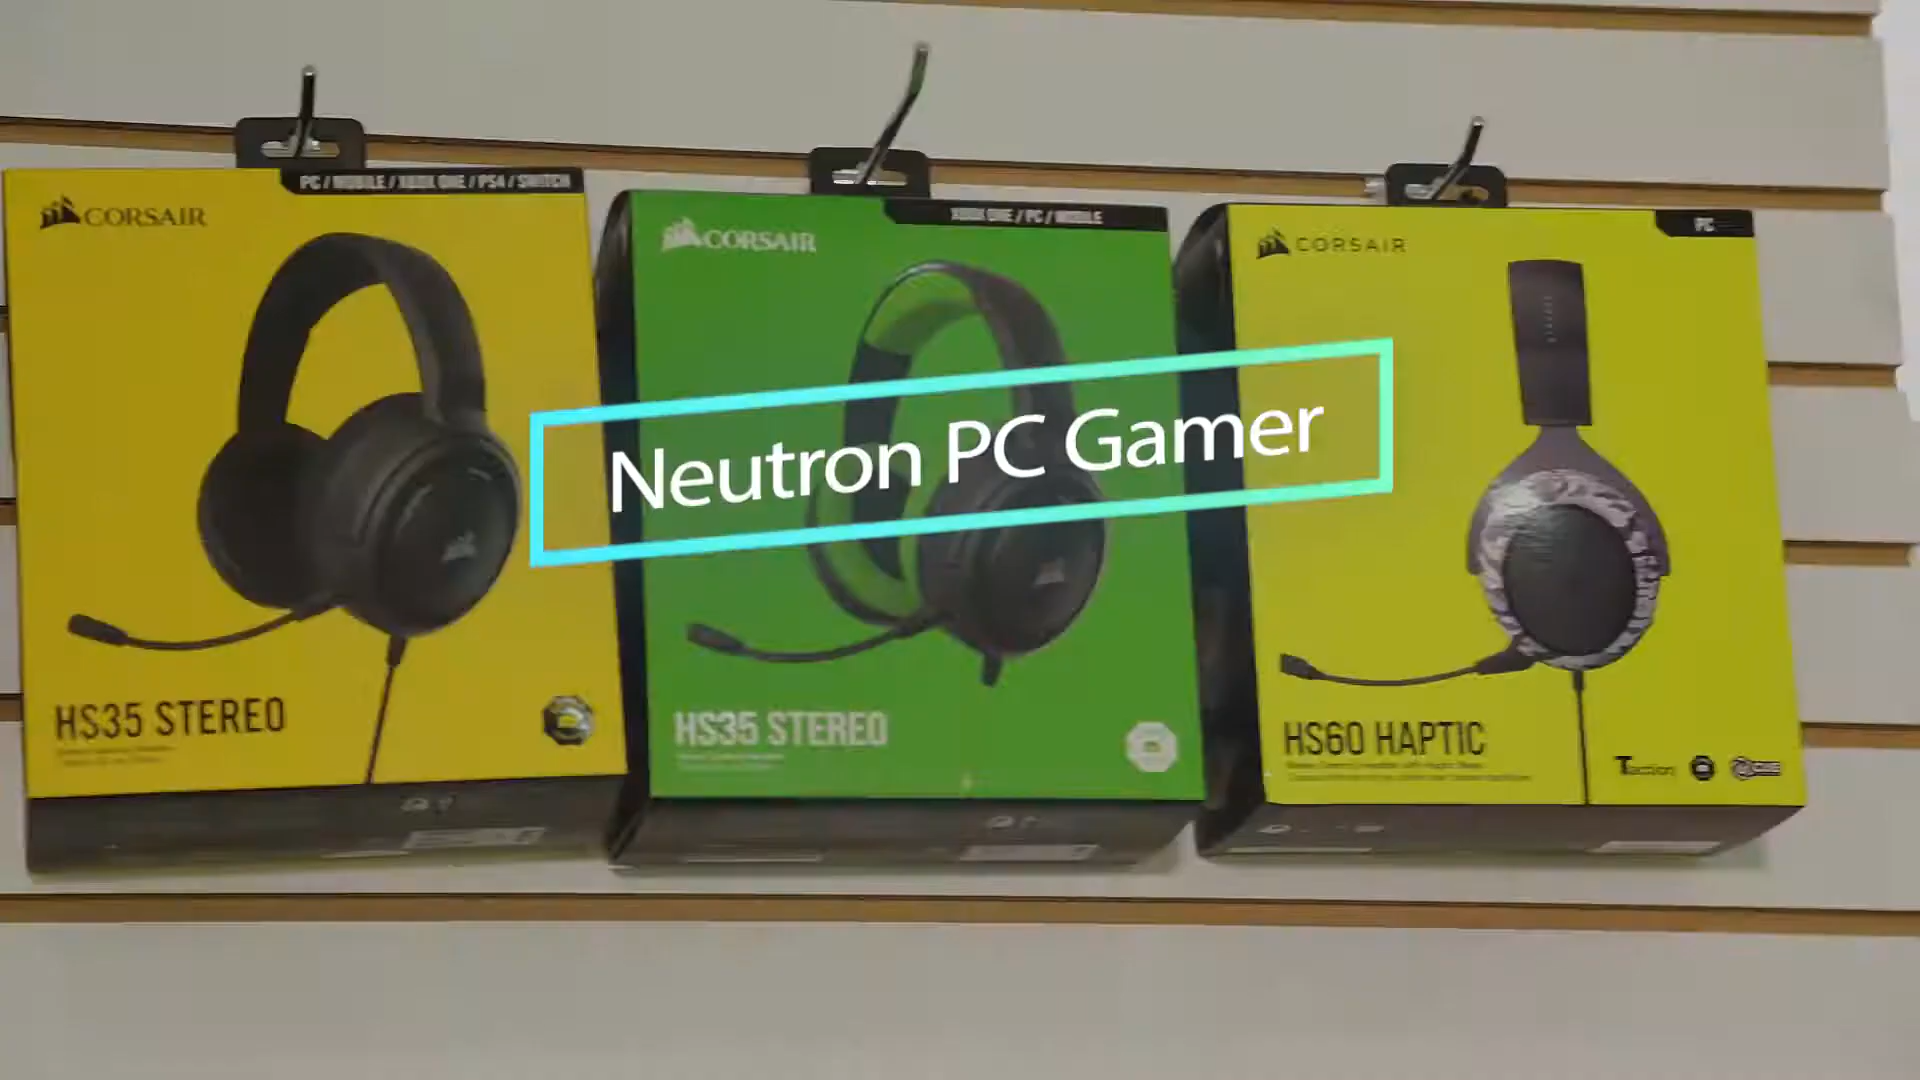 PC / MOBILE / XBOX ONE / PS4 / SWITCH
CORSAIR
HS35 STEREO
XBOX ONE / PC / MOBILE
CORSAIR
HS35 STEREO
PC
CORSAIR
HS60 HAPTIC
Taction
Neutron PC Gamer